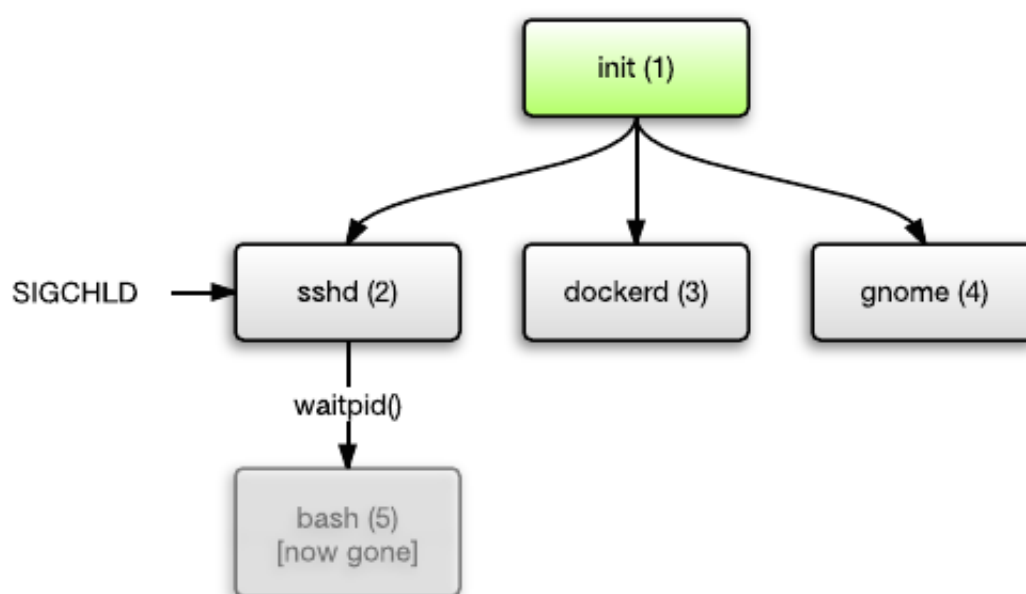 init (1)
SIGCHLD
sshd (2)
dockerd (3)
gnome (4)
waitpid()
bash (5)
[now gone]